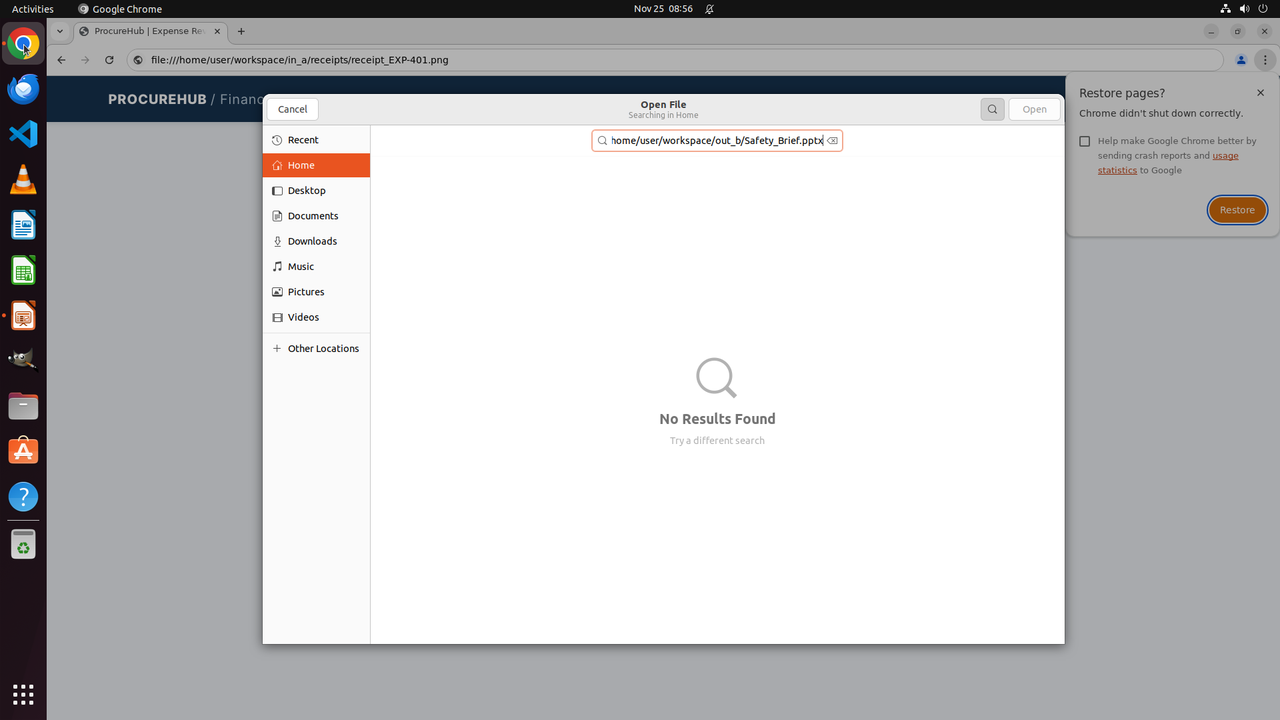 Activities
Google Chrome
Nov 25 08:56
ProcureHub | Expense Re
file:///home/user/workspace/in_a/receipts/receipt_EXP-401.png
PROCUREHUB / Financ
Restore pages?
Chrome didn't shut down correctly.
Help make Google Chrome better by
sending crash reports and usage
statistics to Google
Restore
Cancel
Open File
Searching in Home
Open
home/user/workspace/out_b/Safety_Brief.pptx
Recent
Home
Desktop
Documents
Downloads
Music
Pictures
Videos
Other Locations
No Results Found
Try a different search